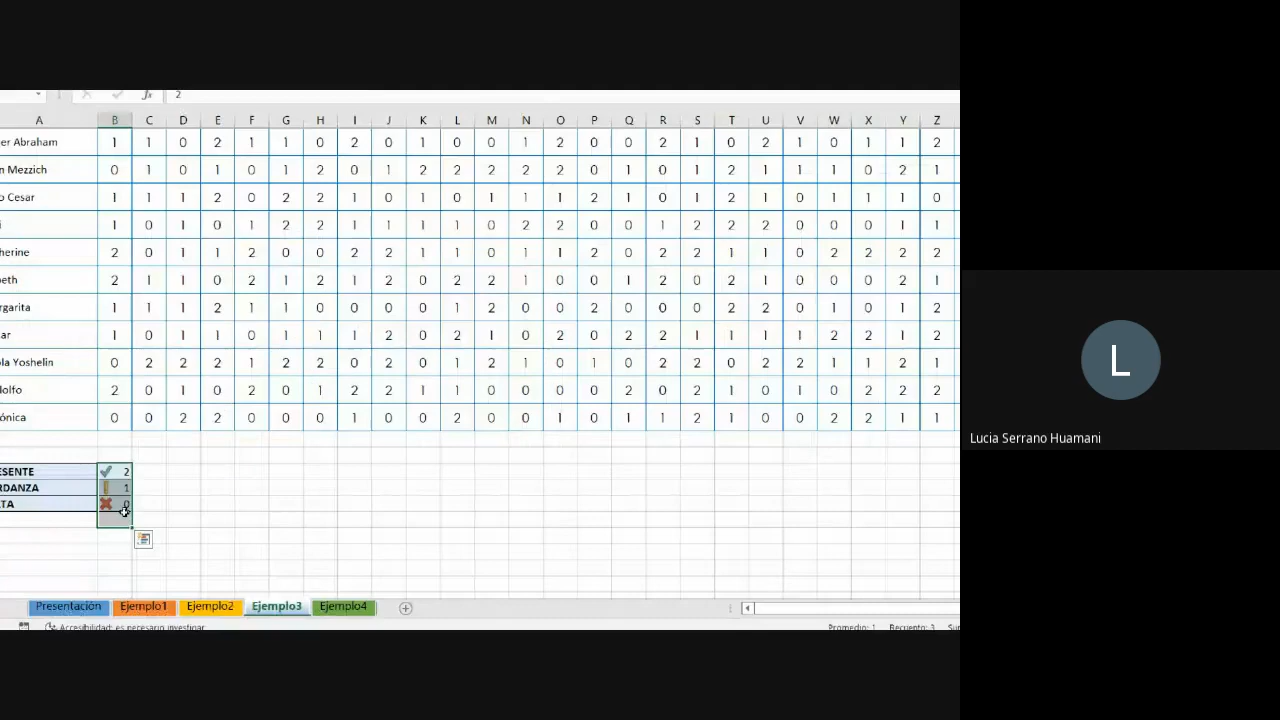 2
A B C D E F G H I J K L M N O P Q R S T U V W X Y Z
er Abraham 1 1 0 2 1 1 0 2 0 1 0 0 1 2 0 0 2 1 0 2 1 0 1 1 2
n Mezzich 0 1 0 1 0 1 2 0 1 2 2 2 2 2 0 1 0 1 2 1 1 1 0 2 1
o Cesar 1 1 1 2 0 2 2 1 0 1 0 1 1 1 2 1 0 1 2 1 0 1 1 1 0
i 1 0 1 0 1 2 2 1 1 1 1 0 2 2 0 0 1 2 2 2 0 0 0 1 1
herine 2 0 1 1 2 0 0 2 2 1 1 0 1 1 2 0 2 2 1 1 0 2 2 2 2
beth 2 1 1 0 2 1 2 1 2 0 2 2 1 0 0 1 2 0 2 1 0 0 0 2 1
rgarita 1 1 1 2 1 1 0 0 0 0 1 2 0 0 2 0 0 0 2 2 0 1 0 1 2
ar 1 0 1 1 0 1 1 1 2 0 2 1 0 2 0 2 2 1 1 1 1 2 2 1 2
la Yoshelin 0 2 2 2 1 2 2 0 2 0 1 2 1 0 1 0 2 2 0 2 2 1 1 2 1
dolfo 2 0 1 0 2 0 1 2 2 1 1 0 0 0 0 2 0 2 1 0 1 0 2 2 2
ónica 0 0 2 2 0 0 0 1 0 0 2 0 0 1 0 1 1 2 1 0 0 2 2 1 1
ESENTE 2
RDANZA 1
TA 0
Presentación Ejemplo1 Ejemplo2 Ejemplo3 Ejemplo4
Accesibilidad: es necesario investigar Promedio: 1 Recuento: 3 Su
L
Lucia Serrano Huamani